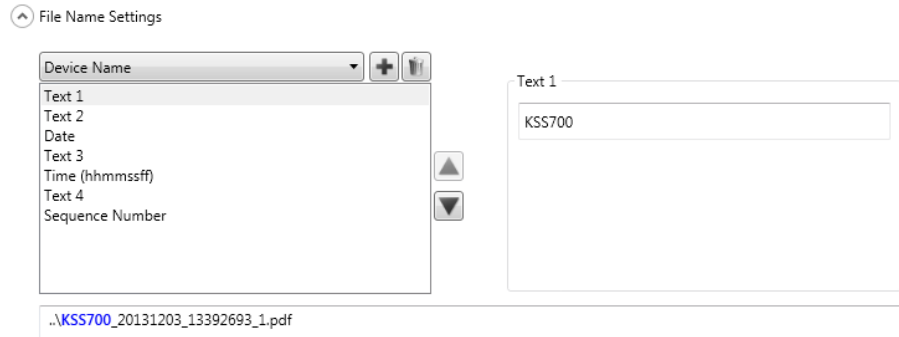 File Name Settings
Device Name
Text 1
Text 2
Date
Text 3
Time (hhmmssff)
Text 4
Sequence Number
Text 1
KSS700
..\KSS700_20131203_13392693_1.pdf